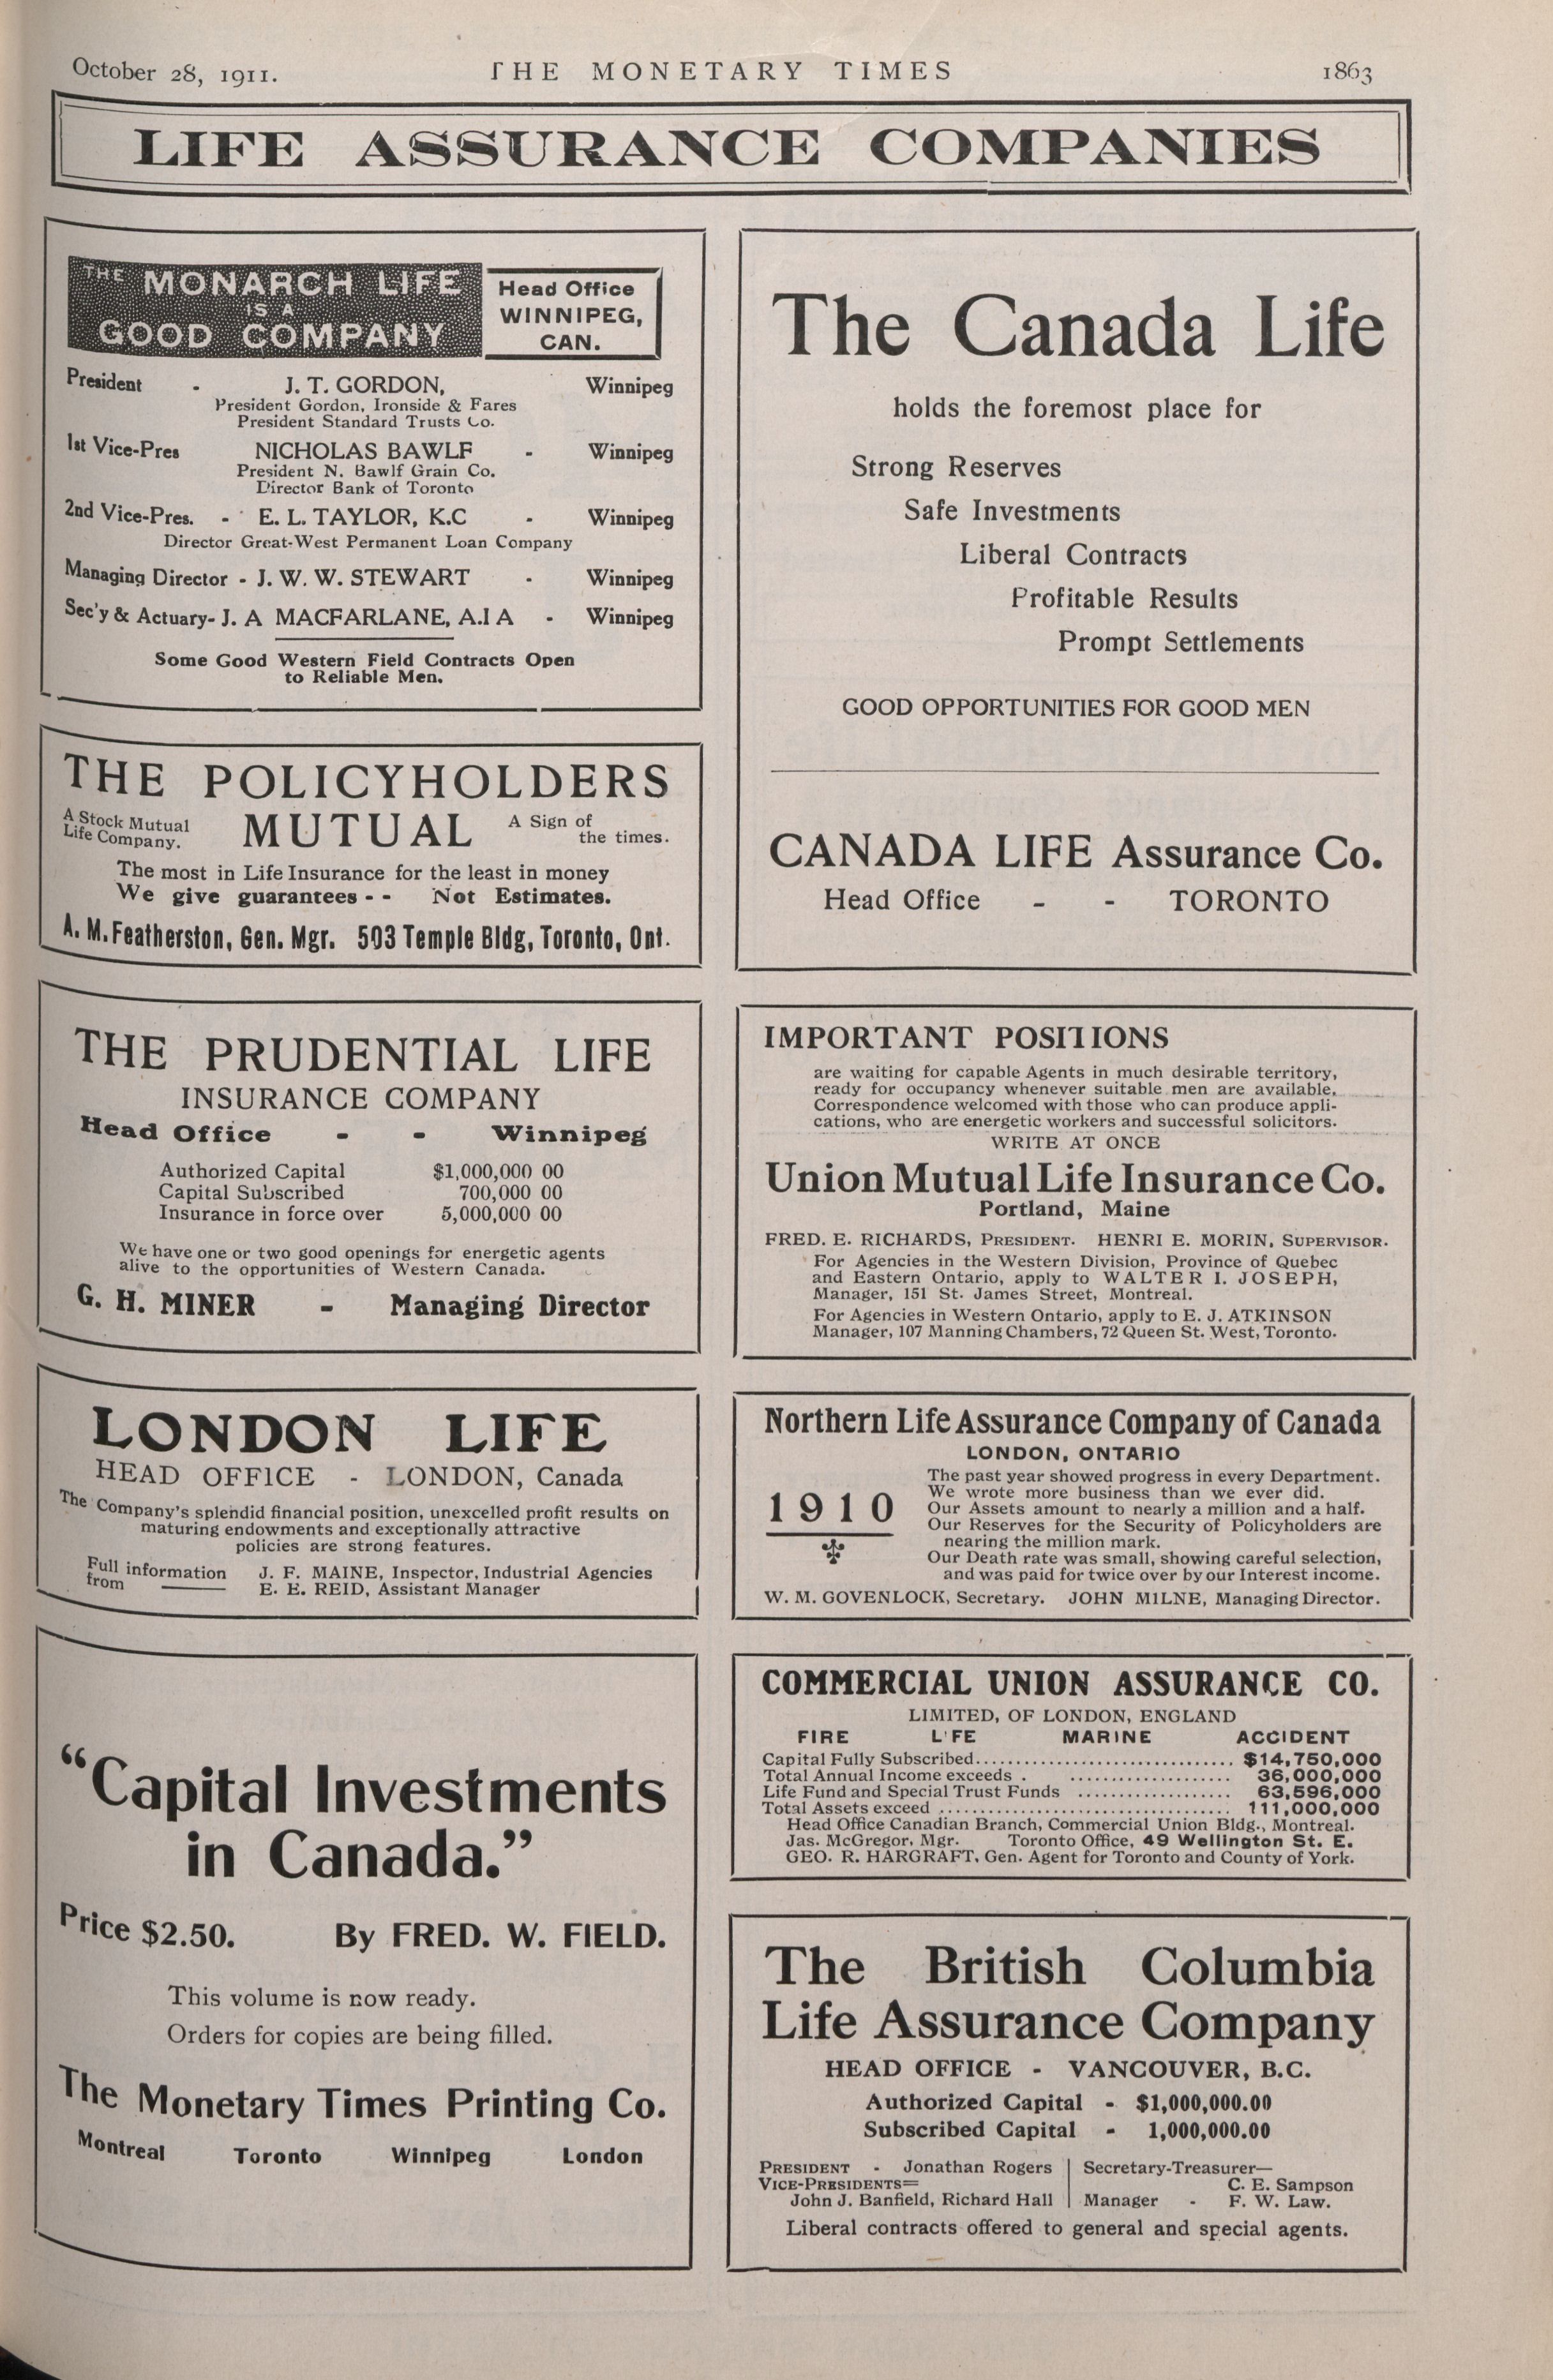 October 28, 1911.
THE MONETARY TIMES
1863
LIFE ASSURANCE COMPANIES
THE MONARCH LIFE
IS A
GOOD COMPANY
Head Office
WINNIPEG,
CAN.
President - J. T. GORDON, Winnipeg
President Gordon, Ironside & Fares
President Standard Trusts Co.
1st Vice-Pres NICHOLAS BAWLF - Winnipeg
President N. Bawlf Grain Co.
Director Bank of Toronto
2nd Vice-Pres. - E. L. TAYLOR, K.C - Winnipeg
Director Great-West Permanent Loan Company
Managing Director - J. W. W. STEWART - Winnipeg
Sec'y & Actuary- J. A MACFARLANE, A.I A - Winnipeg
Some Good Western Field Contracts Open
to Reliable Men.
THE POLICYHOLDERS
A Stock Mutual
Life Company.
MUTUAL
A Sign of
the times.
The most in Life Insurance for the least in money
We give guarantees - - Not Estimates.
A. M. Featherston, Gen. Mgr. 503 Temple Bldg, Toronto, Ont.
THE PRUDENTIAL LIFE
INSURANCE COMPANY
Head Office - - Winnipeg
Authorized Capital $1,000,000 00
Capital Subscribed 700,000 00
Insurance in force over 5,000,000 00
We have one or two good openings for energetic agents
alive to the opportunities of Western Canada.
G. H. MINER - Managing Director
LONDON LIFE
HEAD OFFICE - LONDON, Canada
The Company's splendid financial position, unexcelled profit results on
maturing endowments and exceptionally attractive
policies are strong features.
Full information
from
J. F. MAINE, Inspector, Industrial Agencies
E. E. REID, Assistant Manager
"Capital Investments
in Canada."
Price $2.50. By FRED. W. FIELD.
This volume is now ready.
Orders for copies are being filled.
The Monetary Times Printing Co.
Montreal Toronto Winnipeg London
The Canada Life
holds the foremost place for
Strong Reserves
Safe Investments
Liberal Contracts
Profitable Results
Prompt Settlements
GOOD OPPORTUNITIES FOR GOOD MEN
CANADA LIFE Assurance Co.
Head Office - - TORONTO
IMPORTANT POSITIONS
are waiting for capable Agents in much desirable territory,
ready for occupancy whenever suitable men are available.
Correspondence welcomed with those who can produce appli-
cations, who are energetic workers and successful solicitors.
WRITE AT ONCE
Union Mutual Life Insurance Co.
Portland, Maine
FRED. E. RICHARDS, PRESIDENT. HENRI E. MORIN, SUPERVISOR.
For Agencies in the Western Division, Province of Quebec
and Eastern Ontario, apply to WALTER I. JOSEPH,
Manager, 151 St. James Street, Montreal.
For Agencies in Western Ontario, apply to E. J. ATKINSON
Manager, 107 Manning Chambers, 72 Queen St. West, Toronto.
Northern Life Assurance Company of Canada
LONDON, ONTARIO
1910
The past year showed progress in every Department.
We wrote more business than we ever did.
Our Assets amount to nearly a million and a half.
Our Reserves for the Security of Policyholders are
nearing the million mark.
Our Death rate was small, showing careful selection,
and was paid for twice over by our Interest income.
W. M. GOVENLOCK, Secretary. JOHN MILNE, Managing Director.
COMMERCIAL UNION ASSURANCE CO.
LIMITED, OF LONDON, ENGLAND
FIRE LIFE MARINE ACCIDENT
Capital Fully Subscribed................................ $14,750,000
Total Annual Income exceeds . .................... 36,000,000
Life Fund and Special Trust Funds ................... 63,596,000
Total Assets exceed ................................... 111,000,000
Head Office Canadian Branch, Commercial Union Bldg., Montreal.
Jas. McGregor, Mgr. Toronto Office, 49 Wellington St. E.
GEO. R. HARGRAFT, Gen. Agent for Toronto and County of York.
The British Columbia
Life Assurance Company
HEAD OFFICE - VANCOUVER, B.C.
Authorized Capital - $1,000,000.00
Subscribed Capital - 1,000,000.00
PRESIDENT - Jonathan Rogers
VICE-PRESIDENTS=
John J. Banfield, Richard Hall
Secretary-Treasurer—
C. E. Sampson
Manager - F. W. Law.
Liberal contracts offered to general and special agents.